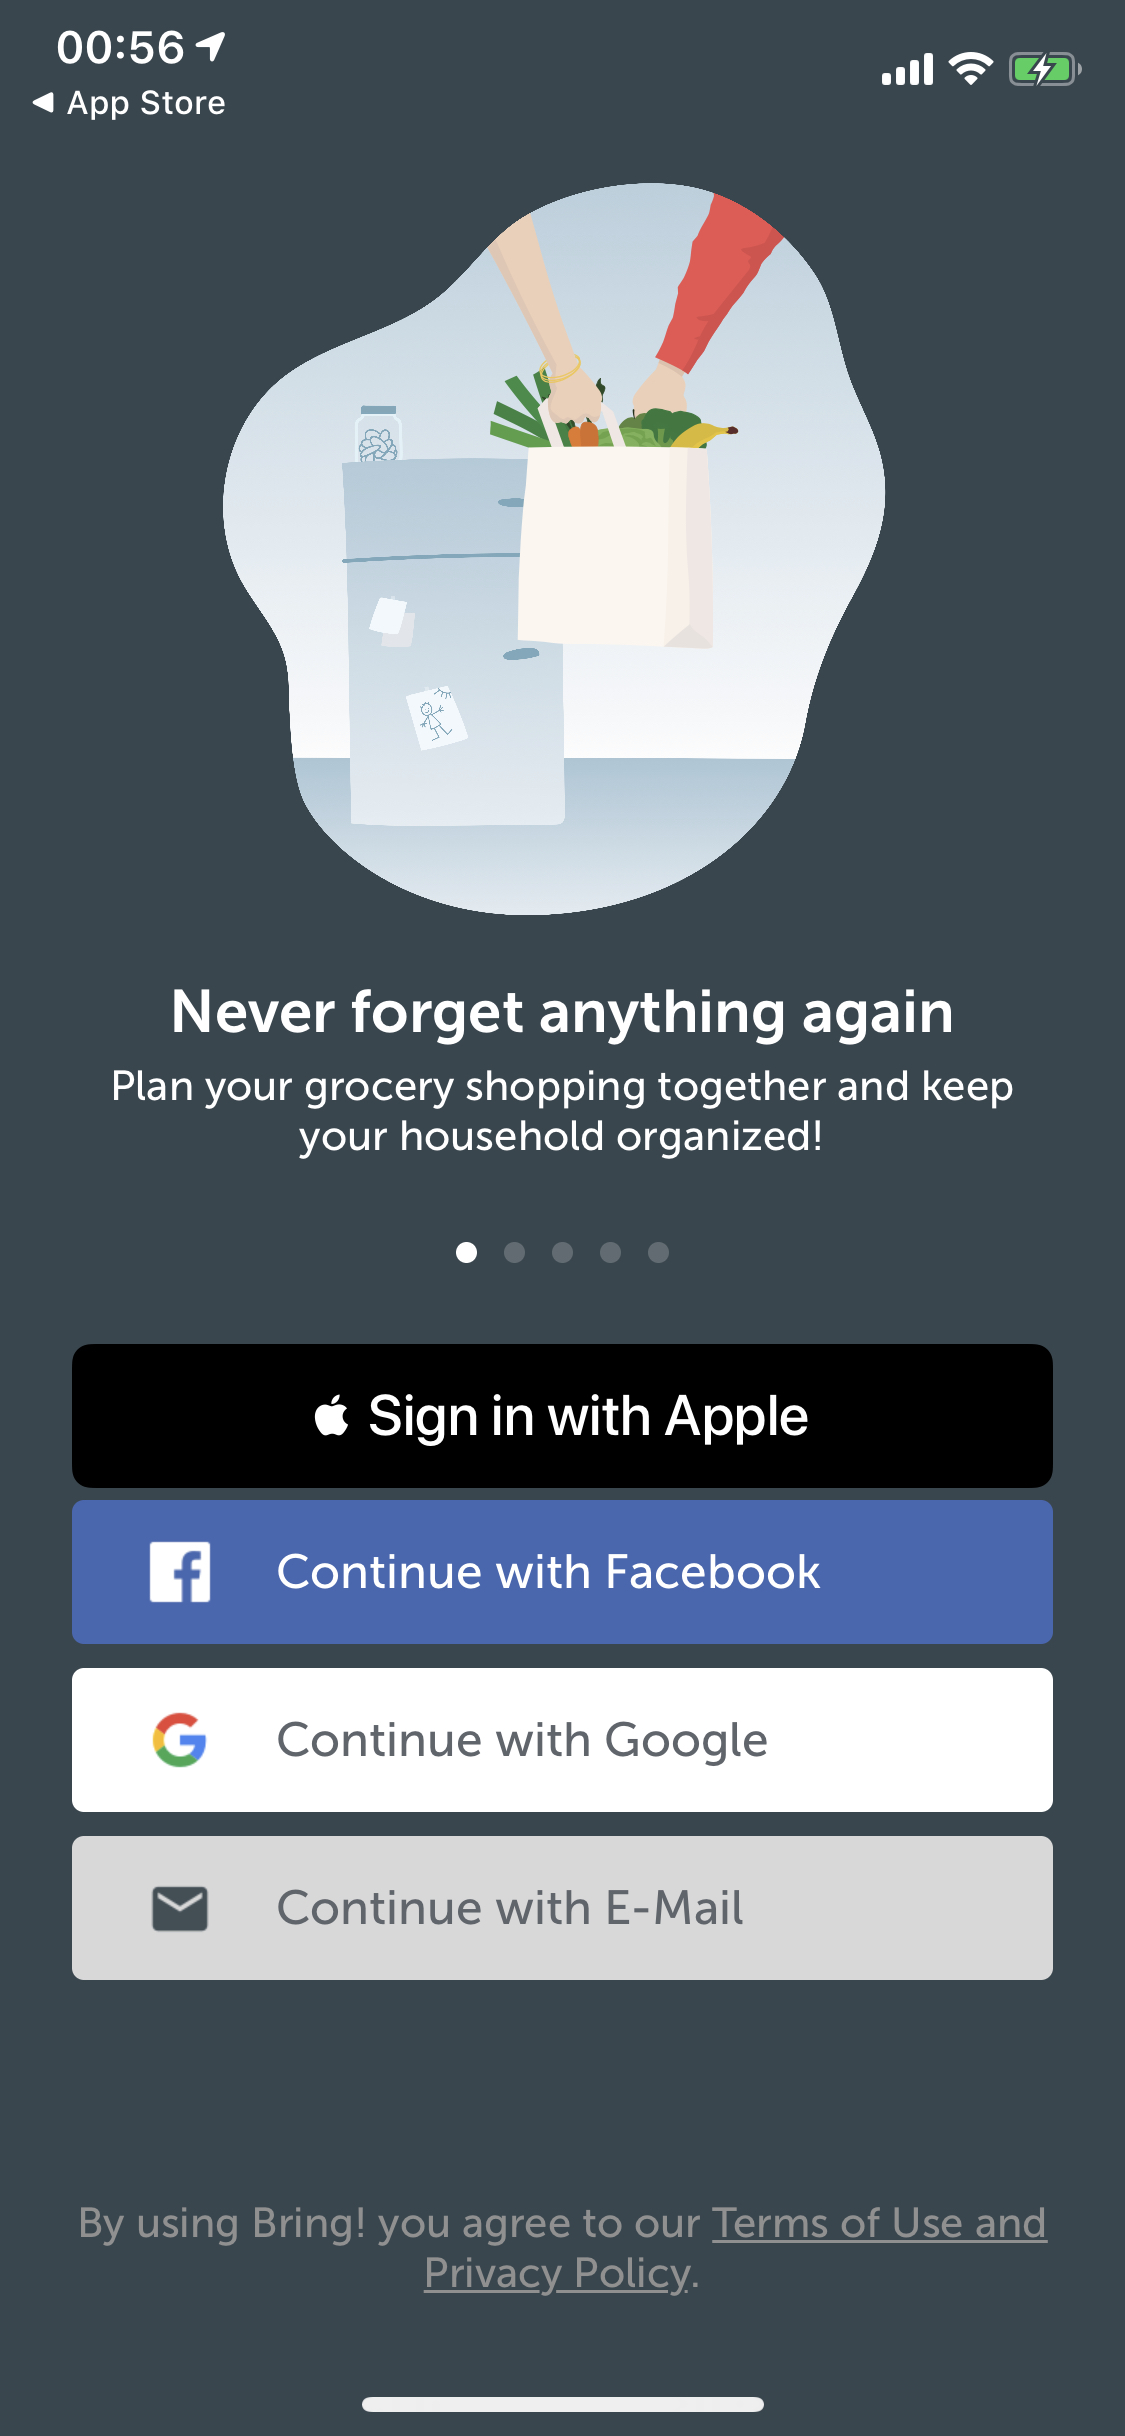 00:56
App Store
Never forget anything again
Plan your grocery shopping together and keep
your household organized!
Sign in with Apple
Continue with Facebook
Continue with Google
Continue with E-Mail
By using Bring! you agree to our Terms of Use and
Privacy Policy.